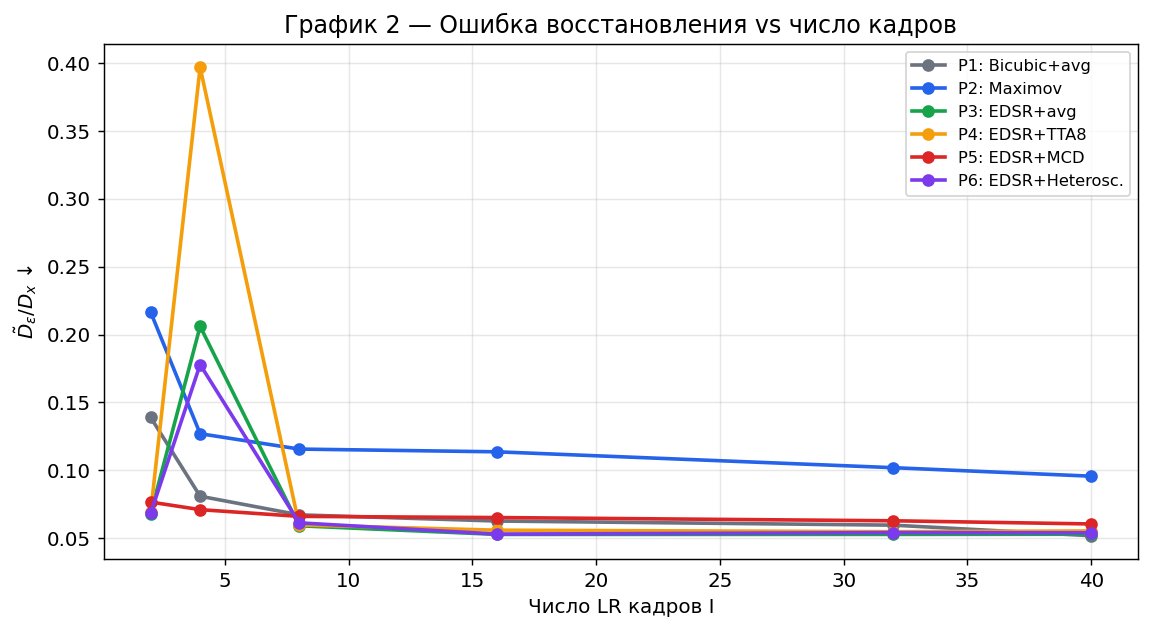 График 2 — Ошибка восстановления vs число кадров
P1: Bicubic+avg
P2: Maximov
P3: EDSR+avg
P4: EDSR+TTA8
P5: EDSR+MCD
P6: EDSR+Heterosc.
0.40
0.35
0.30
0.25
0.20
0.15
0.10
0.05
D̃ε/Dx ↓
5 10 15 20 25 30 35 40
Число LR кадров I